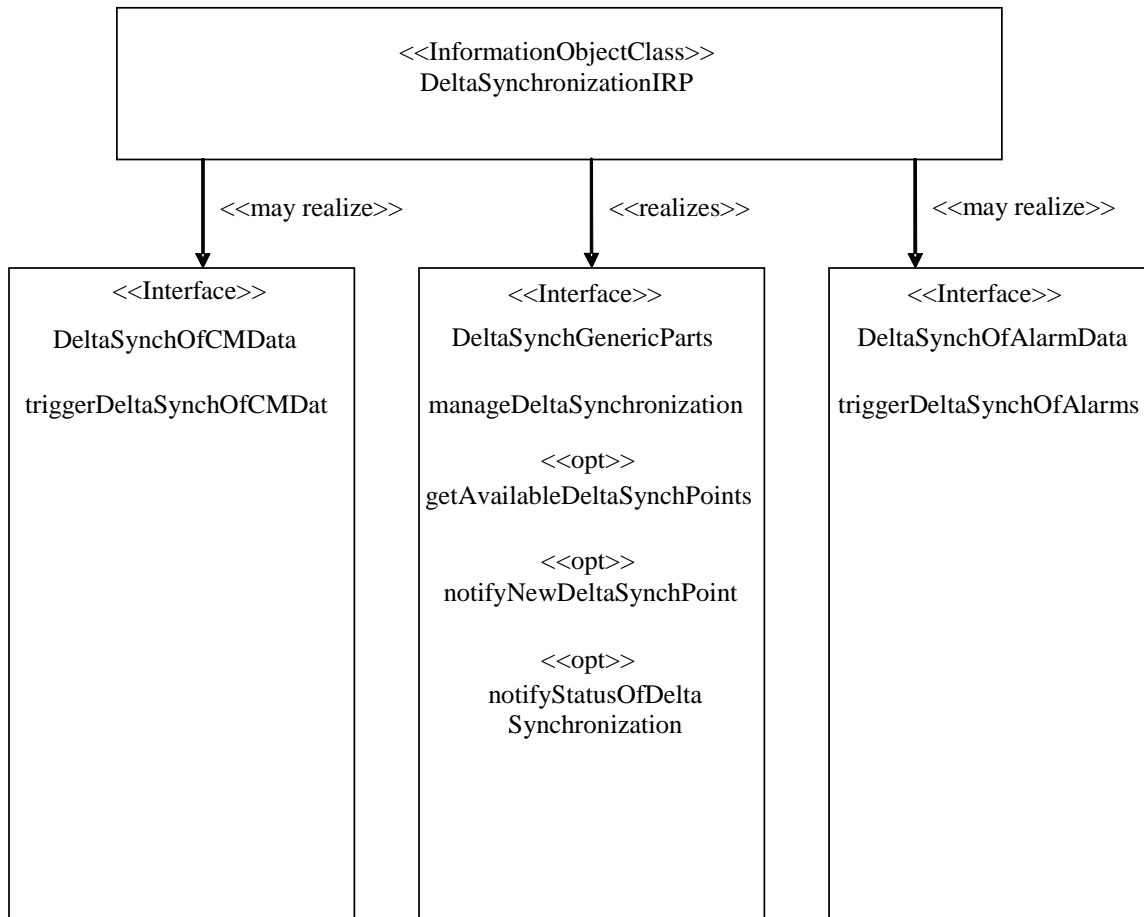 <<InformationObjectClass>>
DeltaSynchronizationIRP
<<may realize>>
<<realizes>>
<<may realize>>
<<Interface>>
DeltaSynchOfCMData
triggerDeltaSynchOfCMDat
<<Interface>>
DeltaSynchGenericParts
manageDeltaSynchronization
<<opt>>
getAvailableDeltaSynchPoints
<<opt>>
notifyNewDeltaSynchPoint
<<opt>>
notifyStatusOfDelta
Synchronization
<<Interface>>
DeltaSynchOfAlarmData
triggerDeltaSynchOfAlarms